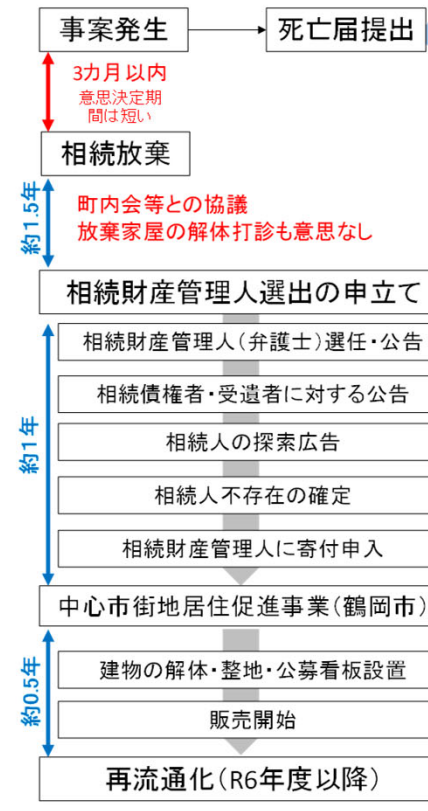 事案発生
死亡届提出
3カ月以内
意思決定期
間は短い
相続放棄
約1.5年
町内会等との協議
放棄家屋の解体打診も意思なし
相続財産管理人選出の申立て
約1年
相続財産管理人(弁護士)選任・公告
相続債権者・受遺者に対する公告
相続人の探索広告
相続人不存在の確定
相続財産管理人に寄付申入
中心市街地居住促進事業(鶴岡市)
約0.5年
建物の解体・整地・公募看板設置
販売開始
再流通化(R6年度以降)